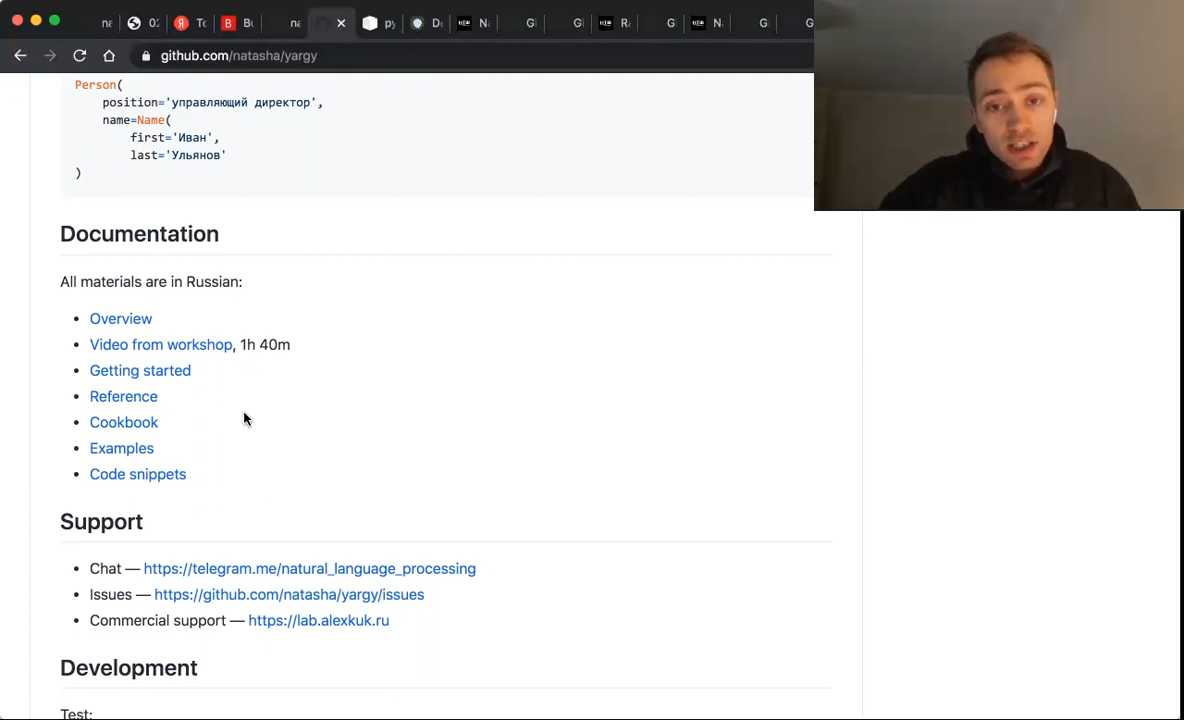 github.com/natasha/yargy
Person(
position='управляющий директор',
name=Name(
first='Иван',
last='Ульянов'
)
)
Documentation
All materials are in Russian:
Overview
Video from workshop, 1h 40m
Getting started
Reference
Cookbook
Examples
Code snippets
Support
Chat — https://telegram.me/natural_language_processing
Issues — https://github.com/natasha/yargy/issues
Commercial support — https://lab.alexkuk.ru
Development
Test: